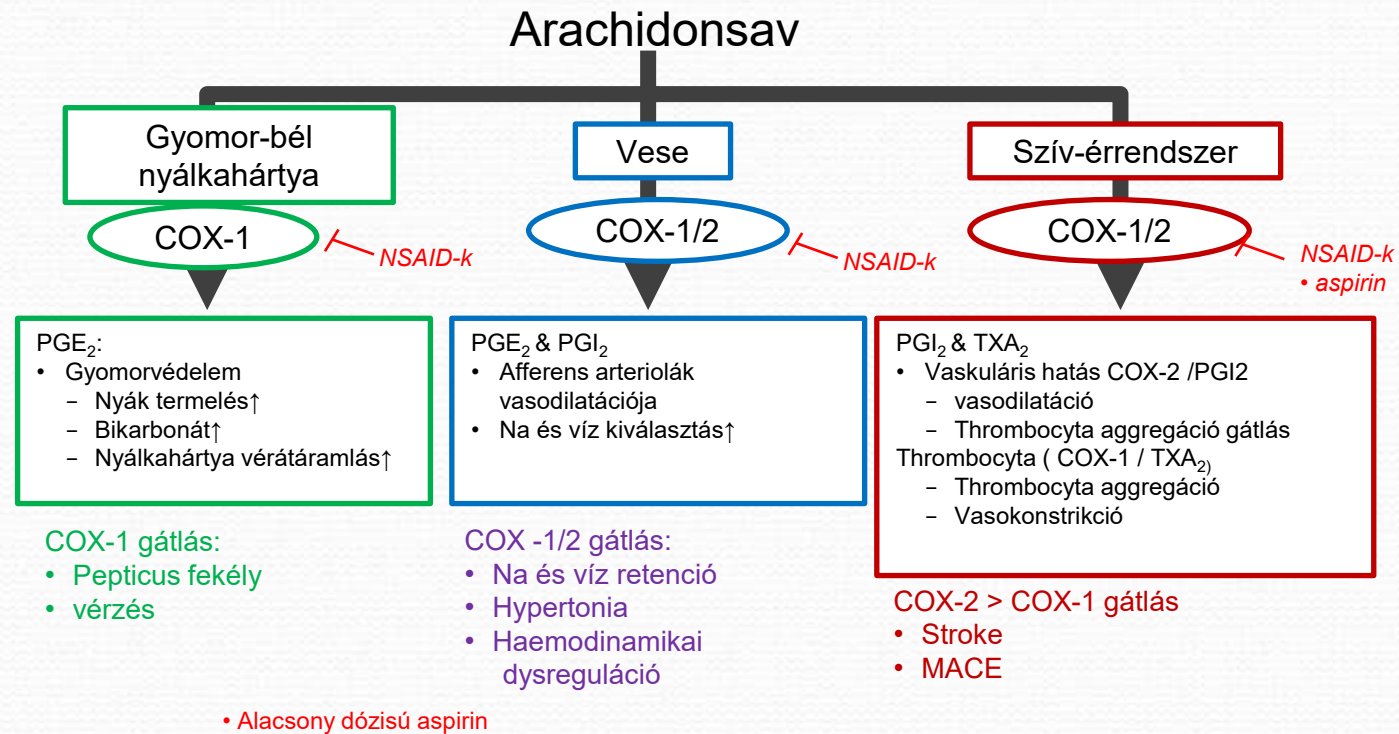 Arachidonsav
Gyomor-bél
nyálkahártya
COX-1
NSAID-k
PGE2:
• Gyomorvédelem
− Nyák termelés↑
− Bikarbonát↑
− Nyálkahártya vérátáramlás↑
COX-1 gátlás:
• Pepticus fekély
• vérzés
Vese
COX-1/2
NSAID-k
PGE2 & PGI2
• Afferens arteriolák
vasodilatációja
• Na és víz kiválasztás↑
COX -1/2 gátlás:
• Na és víz retenció
• Hypertonia
• Haemodinamikai
dysreguláció
Szív-érrendszer
COX-1/2
NSAID-k
• aspirin
PGI2 & TXA2
• Vaskuláris hatás COX-2 /PGI2
− vasodilatáció
− Thrombocyta aggregáció gátlás
Thrombocyta ( COX-1 / TXA2)
− Thrombocyta aggregáció
− Vasokonstrikció
COX-2 > COX-1 gátlás
• Stroke
• MACE
• Alacsony dózisú aspirin